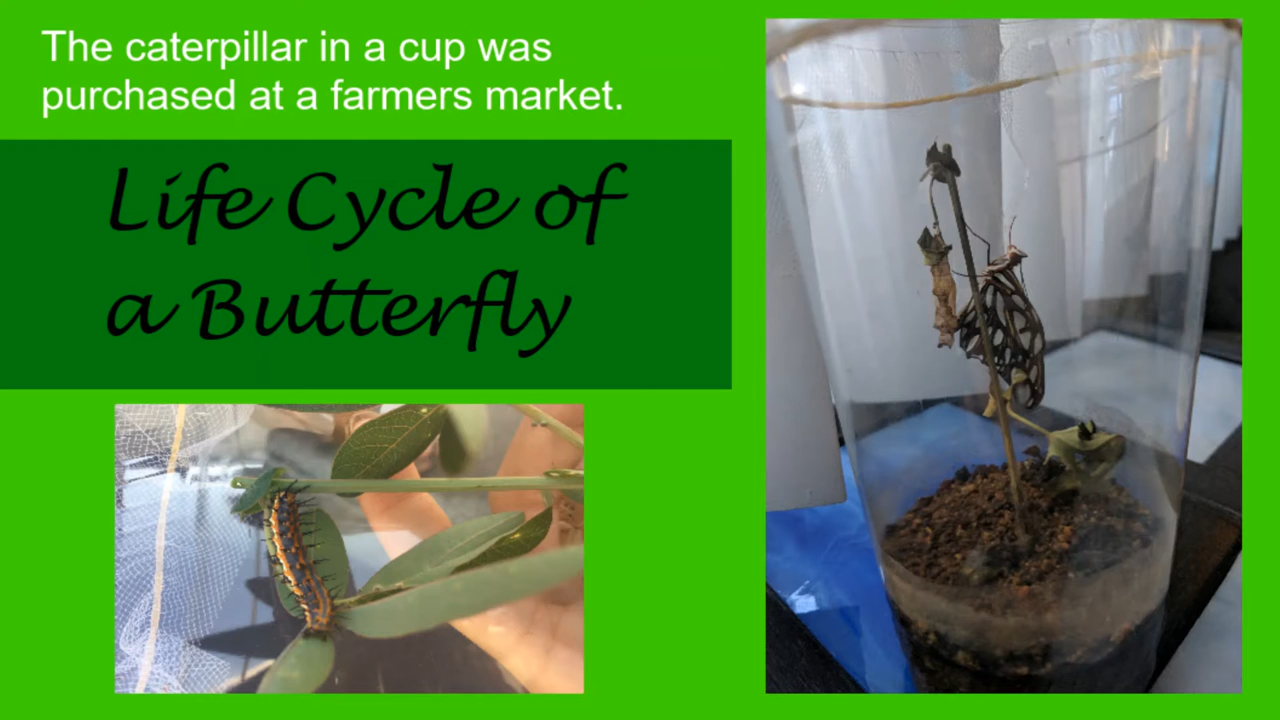 The caterpillar in a cup was
purchased at a farmers market.
Life Cycle of
a Butterfly